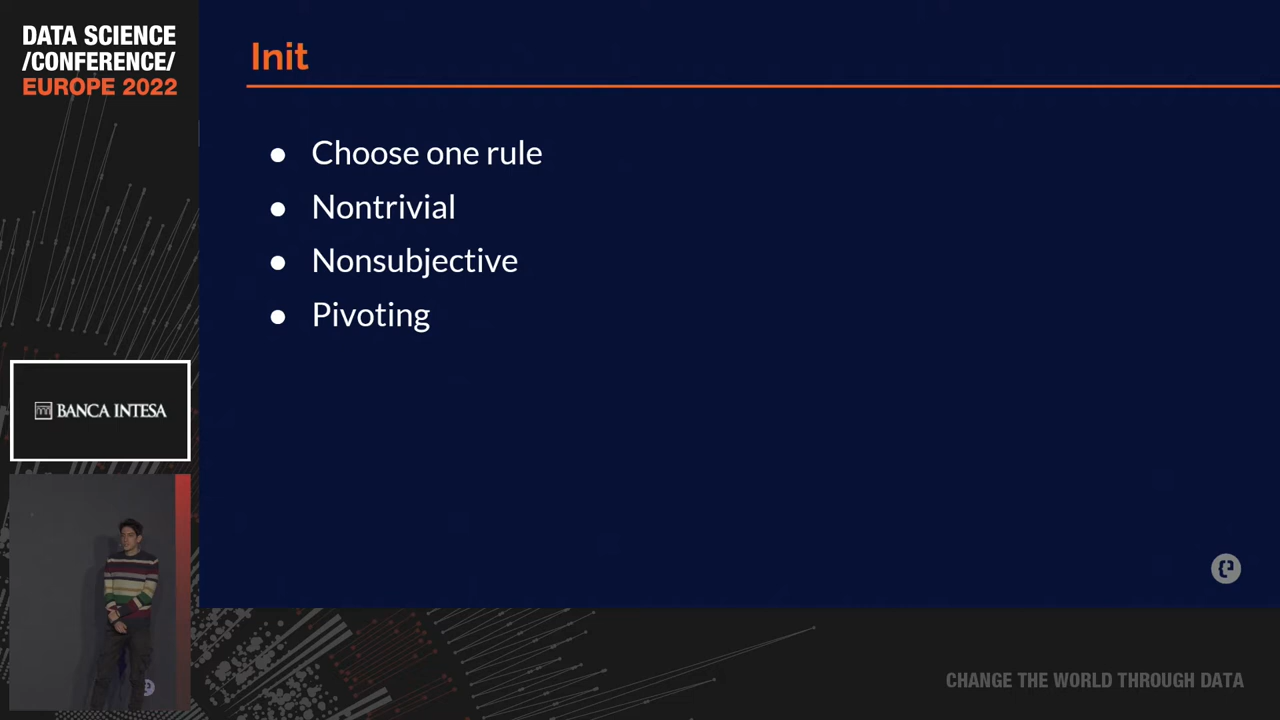 DATA SCIENCE
/CONFERENCE/
EUROPE 2022
Init
Choose one rule
Nontrivial
Nonsubjective
Pivoting
BANCA INTESA
CHANGE THE WORLD THROUGH DATA